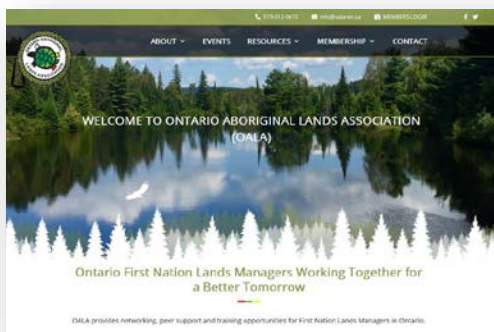 MEMBERS LOGIN
ABOUT
EVENTS
RESOURCES
MEMBERSHIP
CONTACT
WELCOME TO ONTARIO ABORIGINAL LANDS ASSOCIATION
(OALA)
Ontario First Nation Lands Managers Working Together for
a Better Tomorrow
OALA provides networking, peer support and training opportunities for First Nation Lands Managers in Ontario.